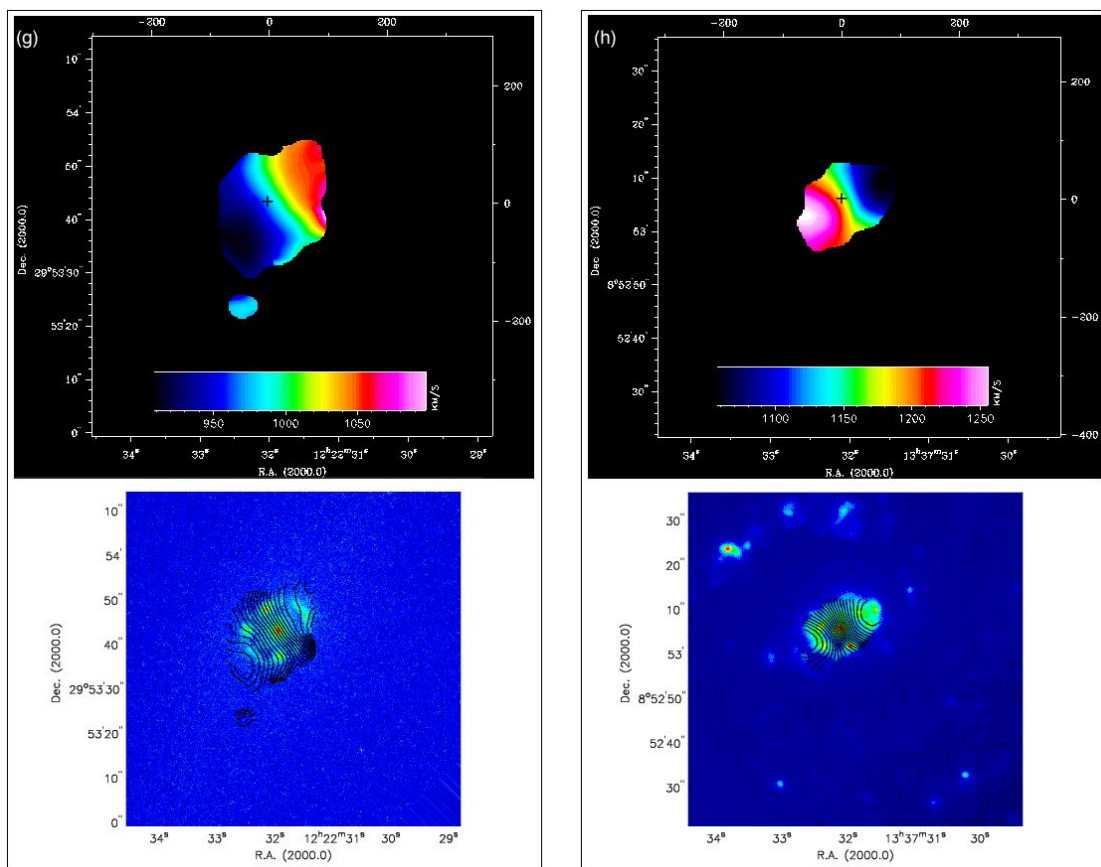 (g)
-200 0 200
10"
54'
50"
40"
29°53'30"
53'20"
10"
0"
200
0
-200
Dec. (2000.0)
950 1000 1050
KM/S
34s 33s 32s 12h22m31s 30s 29s
R.A. (2000.0)
10"
54'
50"
40"
29°53'30"
53'20"
10"
0"
Dec. (2000.0)
34s 33s 32s 12h22m31s 30s 29s
R.A. (2000.0)
(h)
-200 0 200
30"
20"
10"
53'
8°52'50"
52'40"
30"
200
0
-200
-400
Dec. (2000.0)
1100 1150 1200 1250
KM/S
34s 33s 32s 13h37m31s 30s
R.A. (2000.0)
30"
20"
10"
53'
8°52'50"
52'40"
30"
Dec. (2000.0)
34s 33s 32s 13h37m31s 30s
R.A. (2000.0)